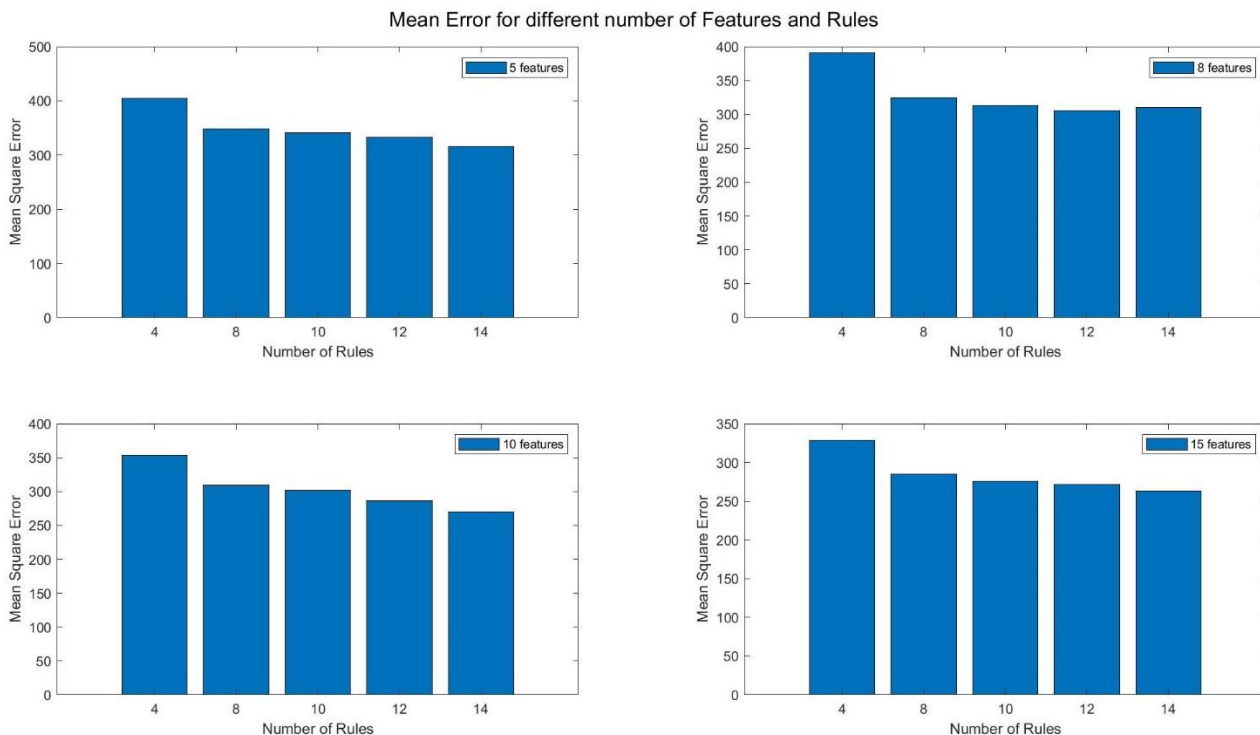 Mean Error for different number of Features and Rules
500
400
300
200
100
0
Mean Square Error
5 features
4 8 10 12 14
Number of Rules
400
350
300
250
200
150
100
50
0
Mean Square Error
8 features
4 8 10 12 14
Number of Rules
400
350
300
250
200
150
100
50
0
Mean Square Error
10 features
4 8 10 12 14
Number of Rules
350
300
250
200
150
100
50
0
Mean Square Error
15 features
4 8 10 12 14
Number of Rules